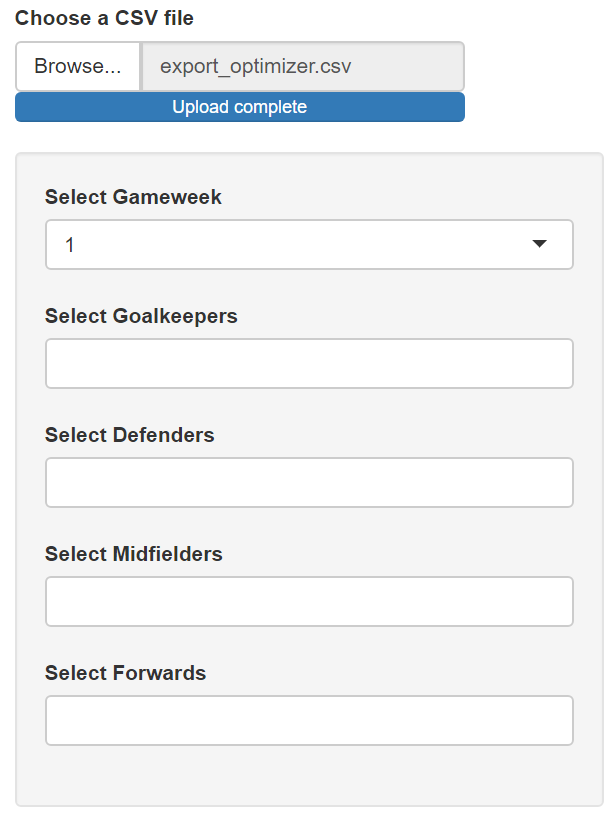 Choose a CSV file
Browse... export_optimizer.csv
Upload complete
Select Gameweek
1
Select Goalkeepers
Select Defenders
Select Midfielders
Select Forwards